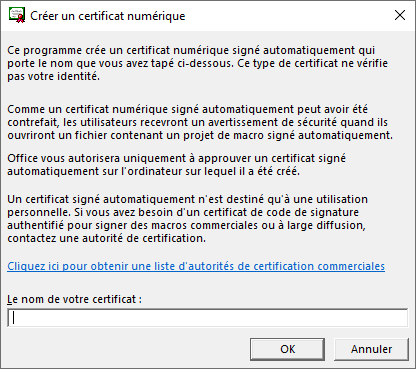 Créer un certificat numérique
Ce programme crée un certificat numérique signé automatiquement qui
porte le nom que vous avez tapé ci-dessous. Ce type de certificat ne vérifie
pas votre identité.
Comme un certificat numérique signé automatiquement peut avoir été
contrefait, les utilisateurs recevront un avertissement de sécurité quand ils
ouvriront un fichier contenant un projet de macro signé automatiquement.
Office vous autorisera uniquement à approuver un certificat signé
automatiquement sur l'ordinateur sur lequel il a été créé.
Un certificat signé automatiquement n'est destiné qu'à une utilisation
personnelle. Si vous avez besoin d'un certificat de code de signature
authentifié pour signer des macros commerciales ou à large diffusion,
contactez une autorité de certification.
Cliquez ici pour obtenir une liste d'autorités de certification commerciales
Le nom de votre certificat :
OK
Annuler